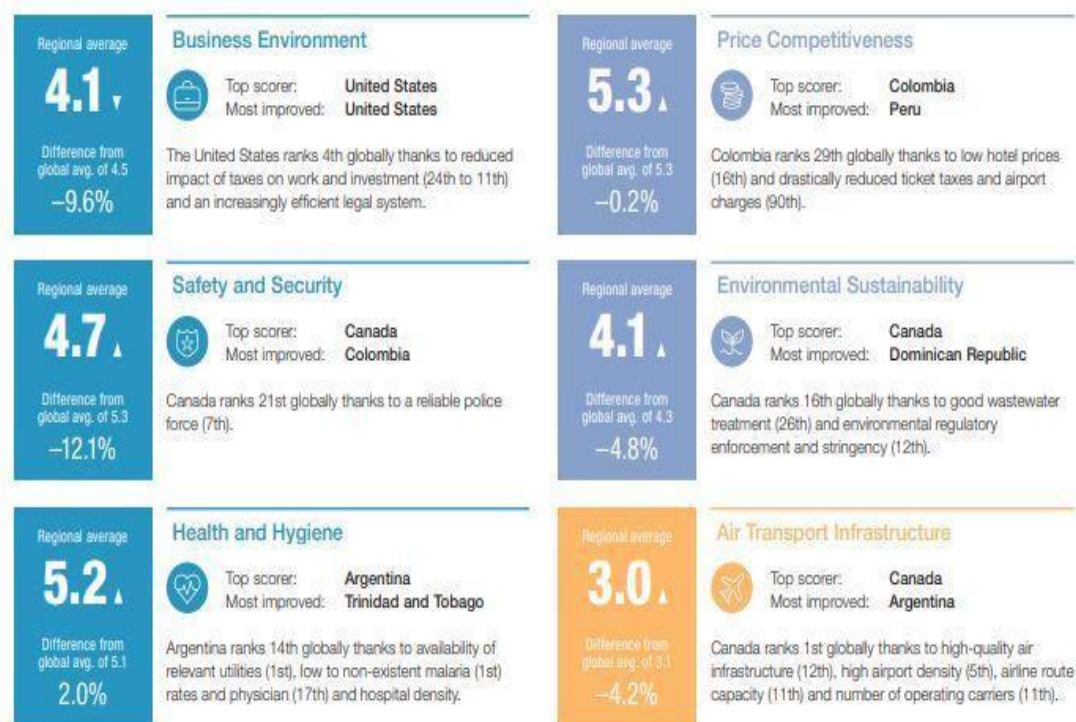 Regional average
4.1 ▼
Difference from
global avg. of 4.5
–9.6%
Business Environment
Top scorer: United States
Most improved: United States
The United States ranks 4th globally thanks to reduced
impact of taxes on work and investment (24th to 11th)
and an increasingly efficient legal system.
Regional average
5.3 ▲
Difference from
global avg. of 5.3
–0.2%
Price Competitiveness
Top scorer: Colombia
Most improved: Peru
Colombia ranks 29th globally thanks to low hotel prices
(16th) and drastically reduced ticket taxes and airport
charges (90th).
Regional average
4.7 ▲
Difference from
global avg. of 5.3
–12.1%
Safety and Security
Top scorer: Canada
Most improved: Colombia
Canada ranks 21st globally thanks to a reliable police
force (7th).
Regional average
4.1 ▲
Difference from
global avg. of 4.3
–4.8%
Environmental Sustainability
Top scorer: Canada
Most improved: Dominican Republic
Canada ranks 16th globally thanks to good wastewater
treatment (26th) and environmental regulatory
enforcement and stringency (12th).
Regional average
5.2 ▲
Difference from
global avg. of 5.1
2.0%
Health and Hygiene
Top scorer: Argentina
Most improved: Trinidad and Tobago
Argentina ranks 14th globally thanks to availability of
relevant utilities (1st), low to non-existent malaria (1st)
rates and physician (17th) and hospital density.
Regional average
3.0 ▲
Difference from
global avg. of 3.1
–4.2%
Air Transport Infrastructure
Top scorer: Canada
Most improved: Argentina
Canada ranks 1st globally thanks to high-quality air
infrastructure (12th), high airport density (5th), airline route
capacity (11th) and number of operating carriers (11th).